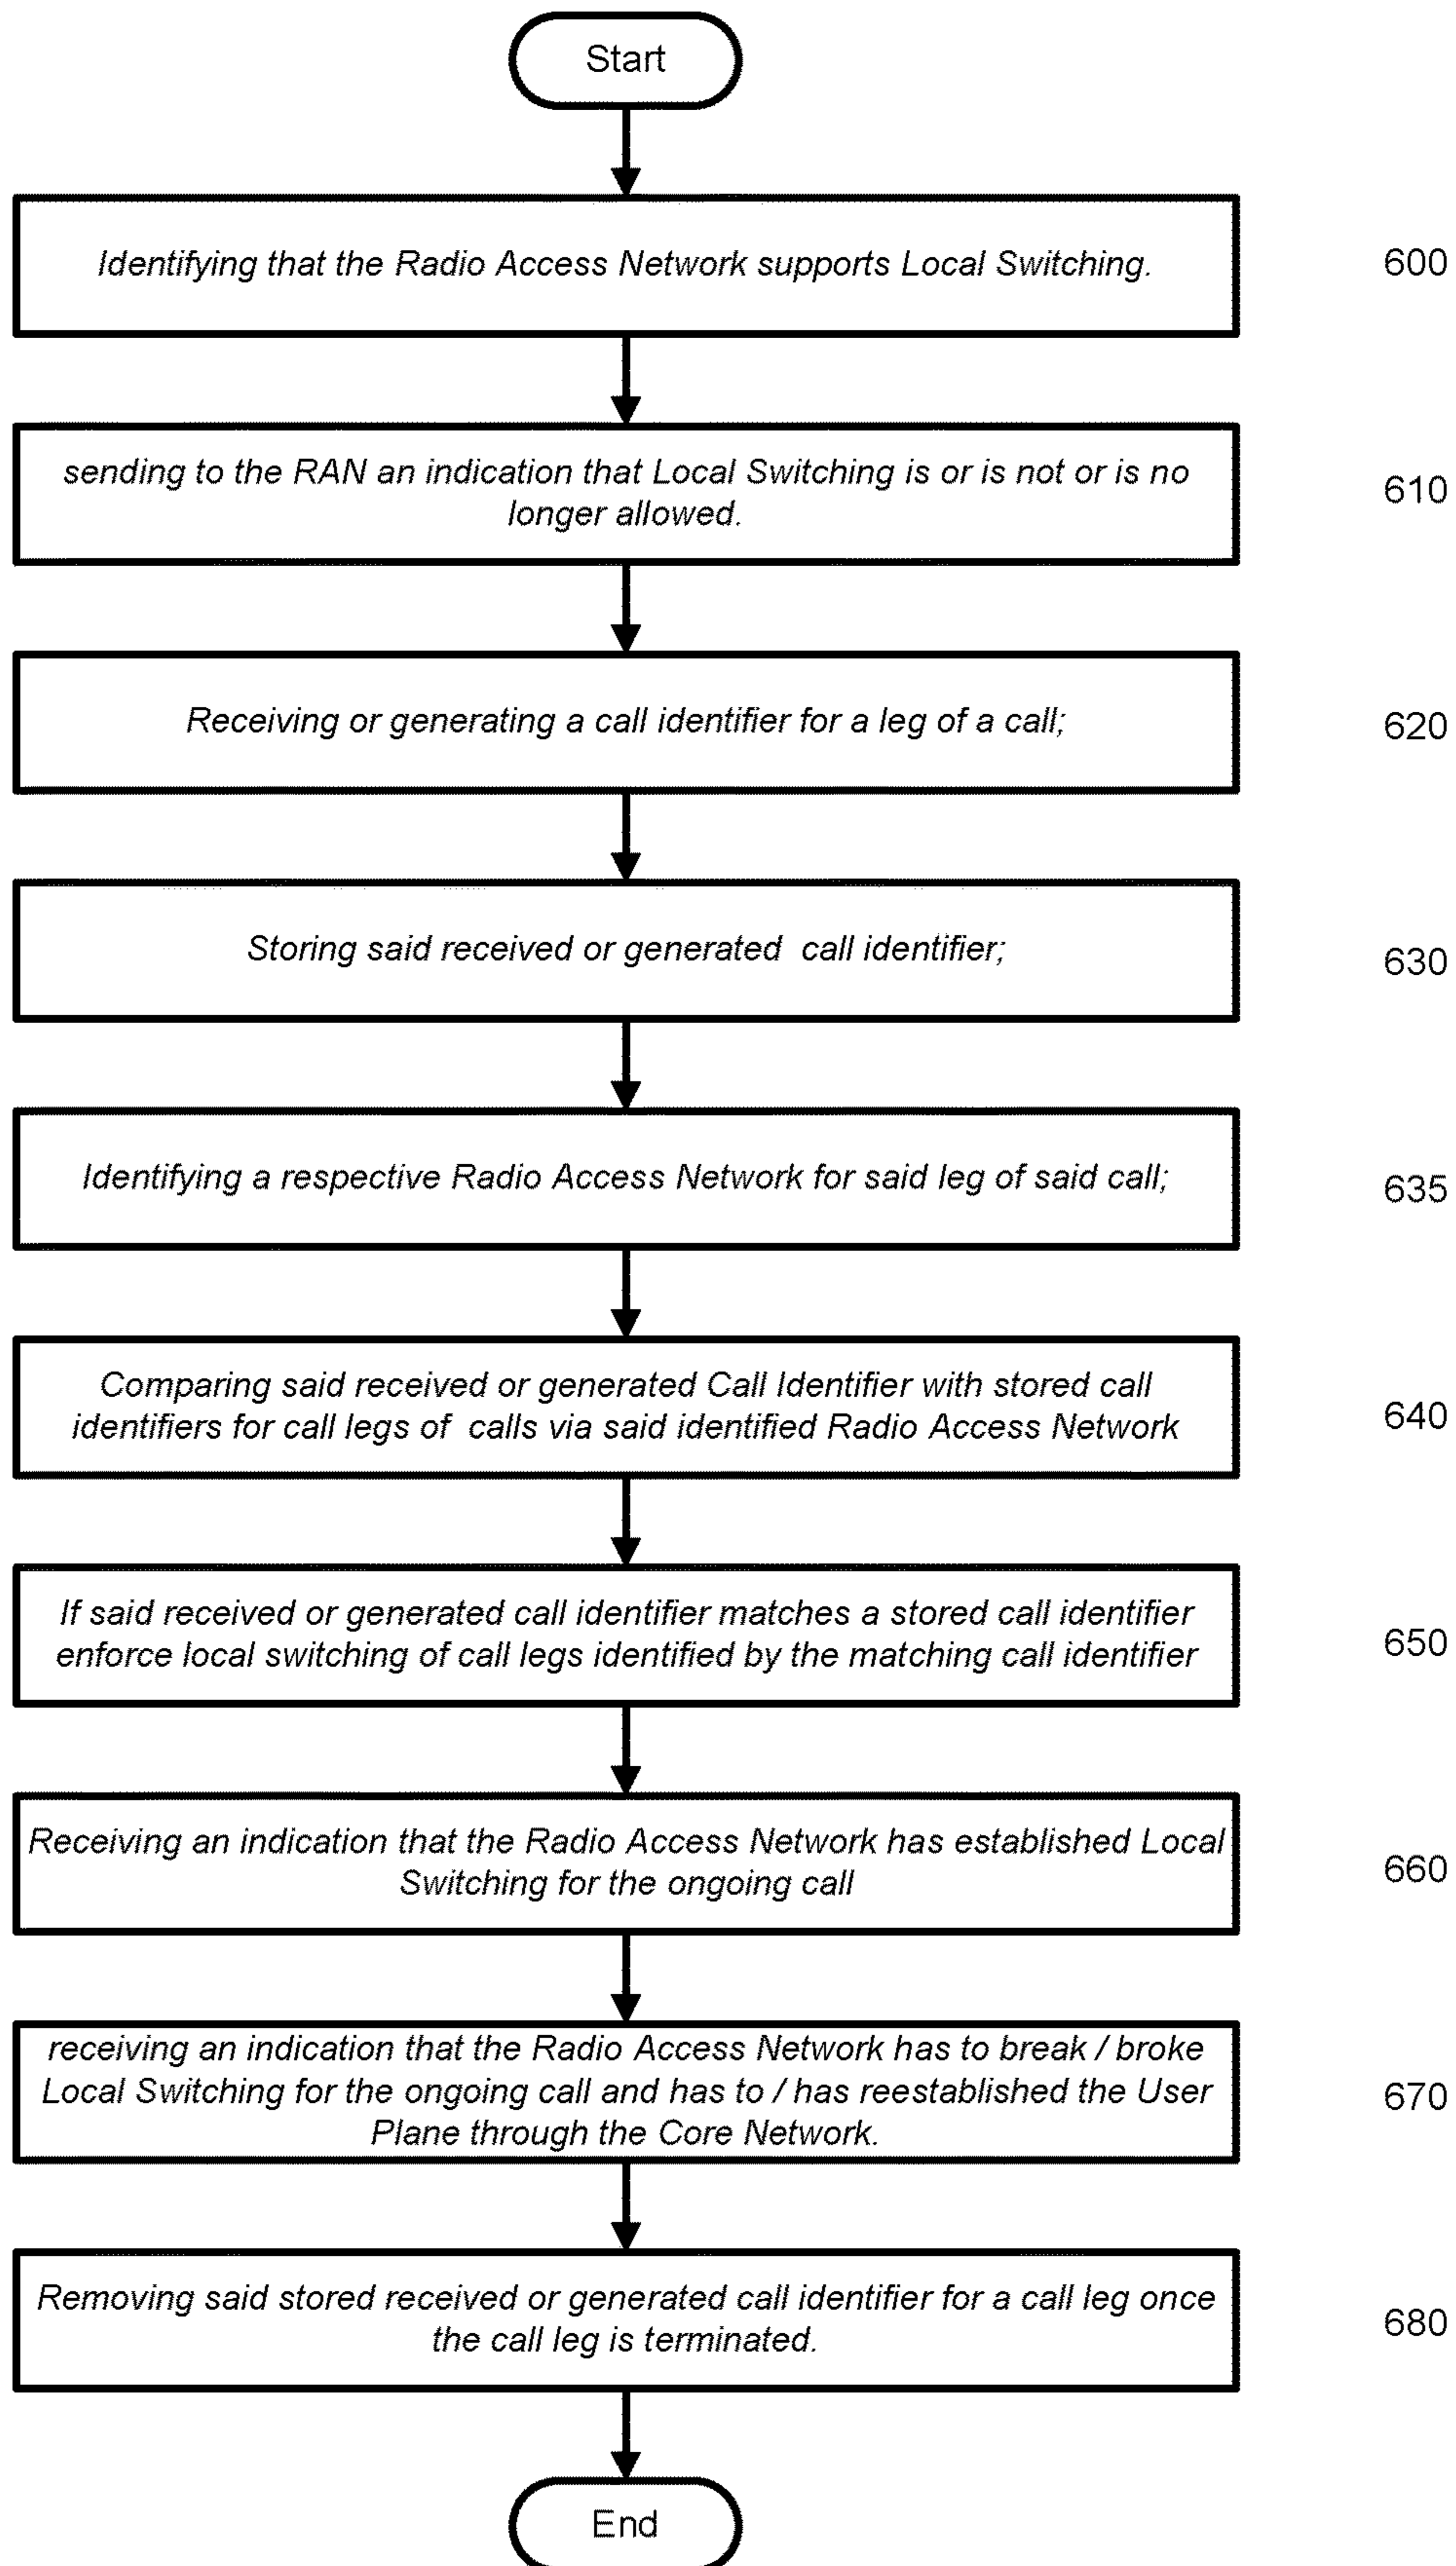 Start
Identifying that the Radio Access Network supports Local Switching.
600
sending to the RAN an indication that Local Switching is or is not or is no
longer allowed.
610
Receiving or generating a call identifier for a leg of a call;
620
Storing said received or generated call identifier;
630
Identifying a respective Radio Access Network for said leg of said call;
635
Comparing said received or generated Call Identifier with stored call
identifiers for call legs of calls via said identified Radio Access Network
640
If said received or generated call identifier matches a stored call identifier
enforce local switching of call legs identified by the matching call identifier
650
Receiving an indication that the Radio Access Network has established Local
Switching for the ongoing call
660
receiving an indication that the Radio Access Network has to break / broke
Local Switching for the ongoing call and has to / has reestablished the User
Plane through the Core Network.
670
Removing said stored received or generated call identifier for a call leg once
the call leg is terminated.
680
End